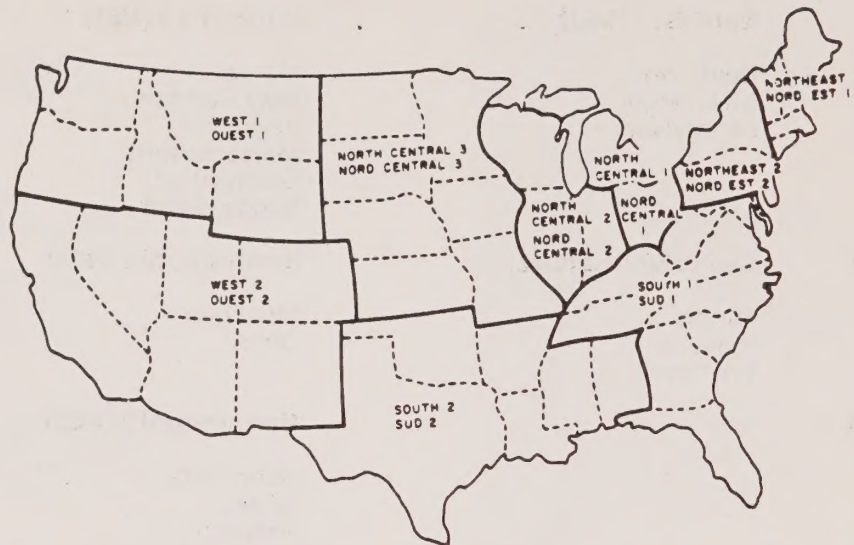 WEST 1
OUEST 1
NORTH CENTRAL 3
NORD CENTRAL 3
WEST 2
OUEST 2
SOUTH 2
SUD 2
NORTH
CENTRAL 2
NORD
CENTRAL 2
NORTH
CENTRAL 1
NORD
CENTRAL
1
SOUTH 1
SUD 1
NORTHEAST 2
NORD EST 2
NORTHEAST 1
NORD EST 1